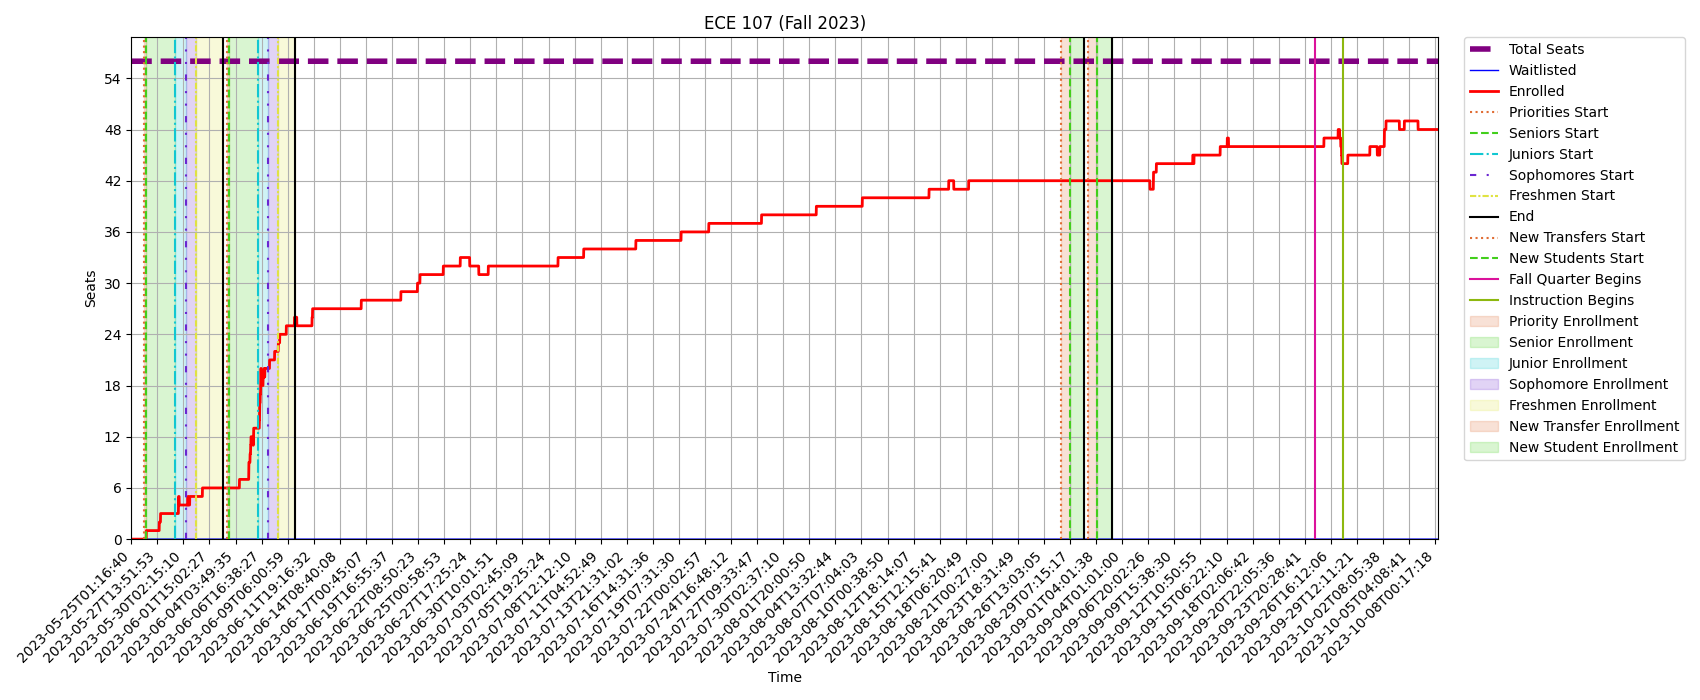 ECE 107 (Fall 2023)
Seats
54
48
42
36
30
24
18
12
6
0
2023-05-25T01:16:40
2023-05-27T13:51:53
2023-05-30T02:15:10
2023-06-01T15:02:27
2023-06-04T03:49:35
2023-06-06T16:38:27
2023-06-09T06:00:59
2023-06-11T19:16:32
2023-06-14T08:40:08
2023-06-17T00:45:07
2023-06-19T16:55:37
2023-06-22T08:50:23
2023-06-25T00:58:53
2023-06-27T17:25:24
2023-06-30T10:01:51
2023-07-03T02:45:09
2023-07-05T19:25:24
2023-07-08T12:12:10
2023-07-11T04:52:49
2023-07-13T21:31:02
2023-07-16T14:31:36
2023-07-19T07:31:30
2023-07-22T00:02:57
2023-07-24T16:48:12
2023-07-27T09:33:47
2023-07-30T02:37:10
2023-08-01T20:00:50
2023-08-04T13:32:44
2023-08-07T07:04:03
2023-08-10T00:38:50
2023-08-12T18:14:07
2023-08-15T12:15:41
2023-08-18T06:20:49
2023-08-21T00:27:00
2023-08-23T18:31:49
2023-08-26T13:03:05
2023-08-29T07:15:17
2023-09-01T04:01:38
2023-09-04T01:01:00
2023-09-06T20:02:26
2023-09-09T15:38:30
2023-09-12T10:50:55
2023-09-15T06:22:10
2023-09-18T02:06:42
2023-09-20T22:05:36
2023-09-23T20:28:41
2023-09-26T16:12:06
2023-09-29T12:11:21
2023-10-02T08:05:38
2023-10-05T04:08:41
2023-10-08T00:17:18
Time
Total Seats
Waitlisted
Enrolled
Priorities Start
Seniors Start
Juniors Start
Sophomores Start
Freshmen Start
End
New Transfers Start
New Students Start
Fall Quarter Begins
Instruction Begins
Priority Enrollment
Senior Enrollment
Junior Enrollment
Sophomore Enrollment
Freshmen Enrollment
New Transfer Enrollment
New Student Enrollment